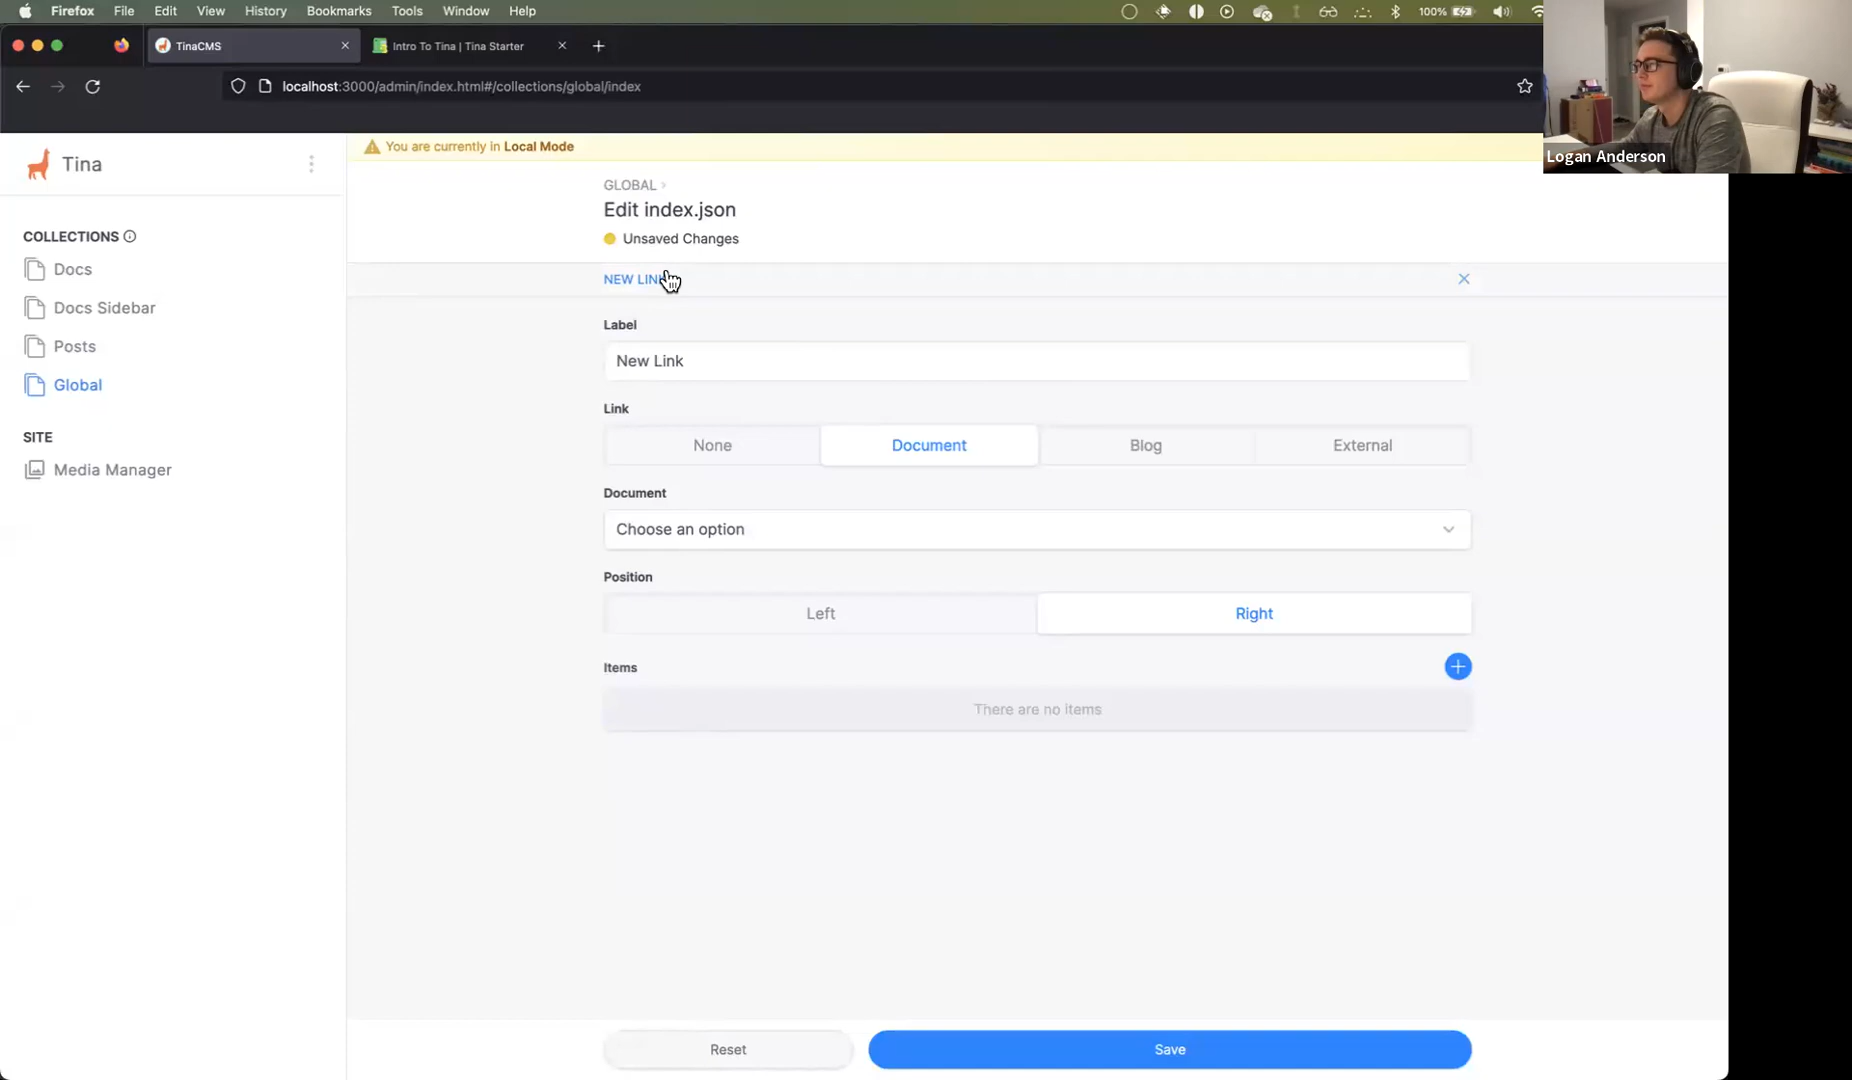 Firefox File Edit View History Bookmarks Tools Window Help 100%
TinaCMS Intro To Tina | Tina Starter
localhost:3000/admin/index.html#/collections/global/index
Logan Anderson
Tina
You are currently in Local Mode
GLOBAL
Edit index.json
Unsaved Changes
COLLECTIONS
Docs
Docs Sidebar
Posts
Global
SITE
Media Manager
NEW LINK
Label
New Link
Link
None Document Blog External
Document
Choose an option
Position
Left Right
Items
There are no items
Reset Save